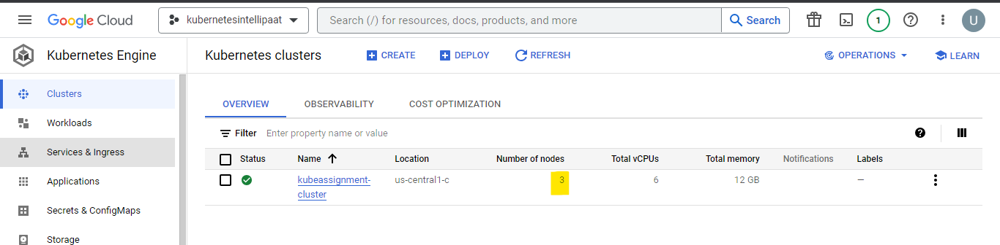 Google Cloud
kubernetesintellipaat
Search (/) for resources, docs, products, and more
Search
1
U
Kubernetes Engine
Kubernetes clusters
CREATE
DEPLOY
REFRESH
OPERATIONS
LEARN
Clusters
Workloads
Services & Ingress
Applications
Secrets & ConfigMaps
Storage
OVERVIEW
OBSERVABILITY
COST OPTIMIZATION
Filter Enter property name or value
Status Name Location Number of nodes Total vCPUs Total memory Notifications Labels
kubeassignment- us-central1-c 3 6 12 GB —
cluster